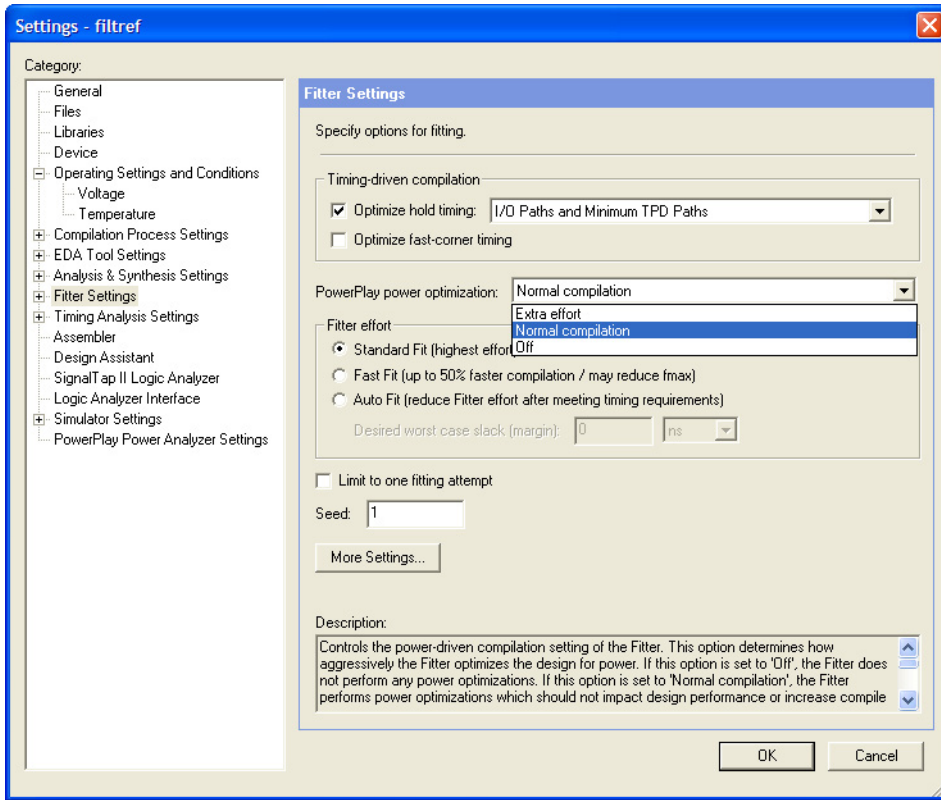 Settings - filtref
Category:
General
Files
Libraries
Device
Operating Settings and Conditions
Voltage
Temperature
Compilation Process Settings
EDA Tool Settings
Analysis & Synthesis Settings
Fitter Settings
Timing Analysis Settings
Assembler
Design Assistant
SignalTap II Logic Analyzer
Logic Analyzer Interface
Simulator Settings
PowerPlay Power Analyzer Settings
Fitter Settings
Specify options for fitting.
Timing-driven compilation
Optimize hold timing: I/O Paths and Minimum TPD Paths
Optimize fast-corner timing
PowerPlay power optimization: Normal compilation
Extra effort
Normal compilation
Off
Fitter effort
Standard Fit (highest effort
Fast Fit (up to 50% faster compilation / may reduce fmax)
Auto Fit (reduce Fitter effort after meeting timing requirements)
Desired worst case slack (margin): 0 ns
Limit to one fitting attempt
Seed: 1
More Settings...
Description:
Controls the power-driven compilation setting of the Fitter. This option determines how
aggressively the Fitter optimizes the design for power. If this option is set to 'Off', the Fitter does
not perform any power optimizations. If this option is set to 'Normal compilation', the Fitter
performs power optimizations which should not impact design performance or increase compile
OK Cancel